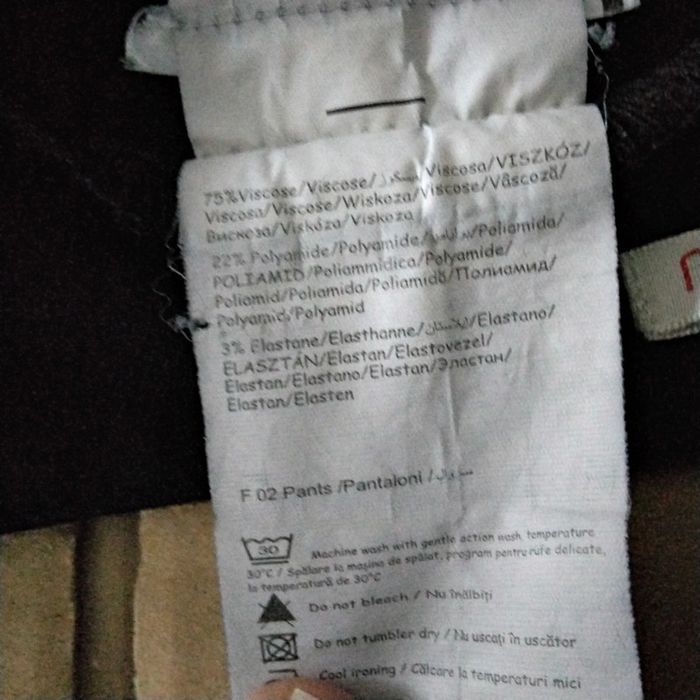 75%Viscose/Viscose/فيسكوز/Viscosa/VISZKÓZ/
Viscosa/Viscose/Wiskoza/Viscose/Vâscoză/
Вискоза/Viskóza/Viskoza
22% Polyamide/Polyamide/بولياميد/Poliamida/
POLIAMID/Poliammidica/Polyamide/
Poliamid/Poliamida/Poliamidă/Полиамид/
Polyamid/Polyamid
3% Elastane/Elasthanne/إيلاستان/Elastano/
ELASZTÁN/Elastan/Elastovezel/
Elastan/Elastano/Elastan/Эластан/
Elastan/Elasten
F 02 Pants /Pantaloni /
30
Machine wash with gentle action wash temperature
30°C / Spălare la mașina de spălat, program pentru rufe delicate,
la temperatură de 30°C
Do not bleach / Nu înălbiți
Do not tumbler dry / Nu uscați în uscător
Cool ironing / Călcare la temperaturi mici